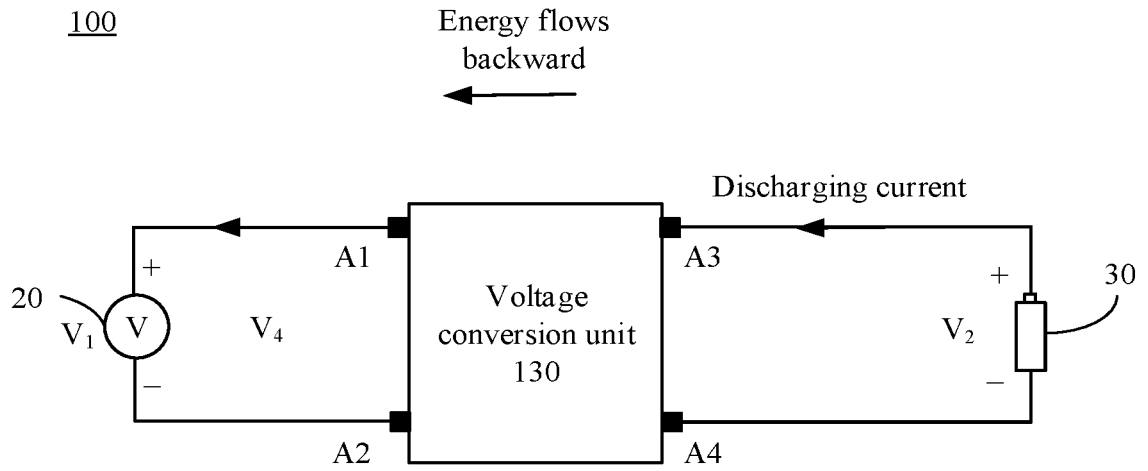 100
Energy flows
backward
Discharging current
A1
A3
+
+
20
V₁
V
V₄
Voltage
conversion unit
130
V₂
30
−
−
A2
A4